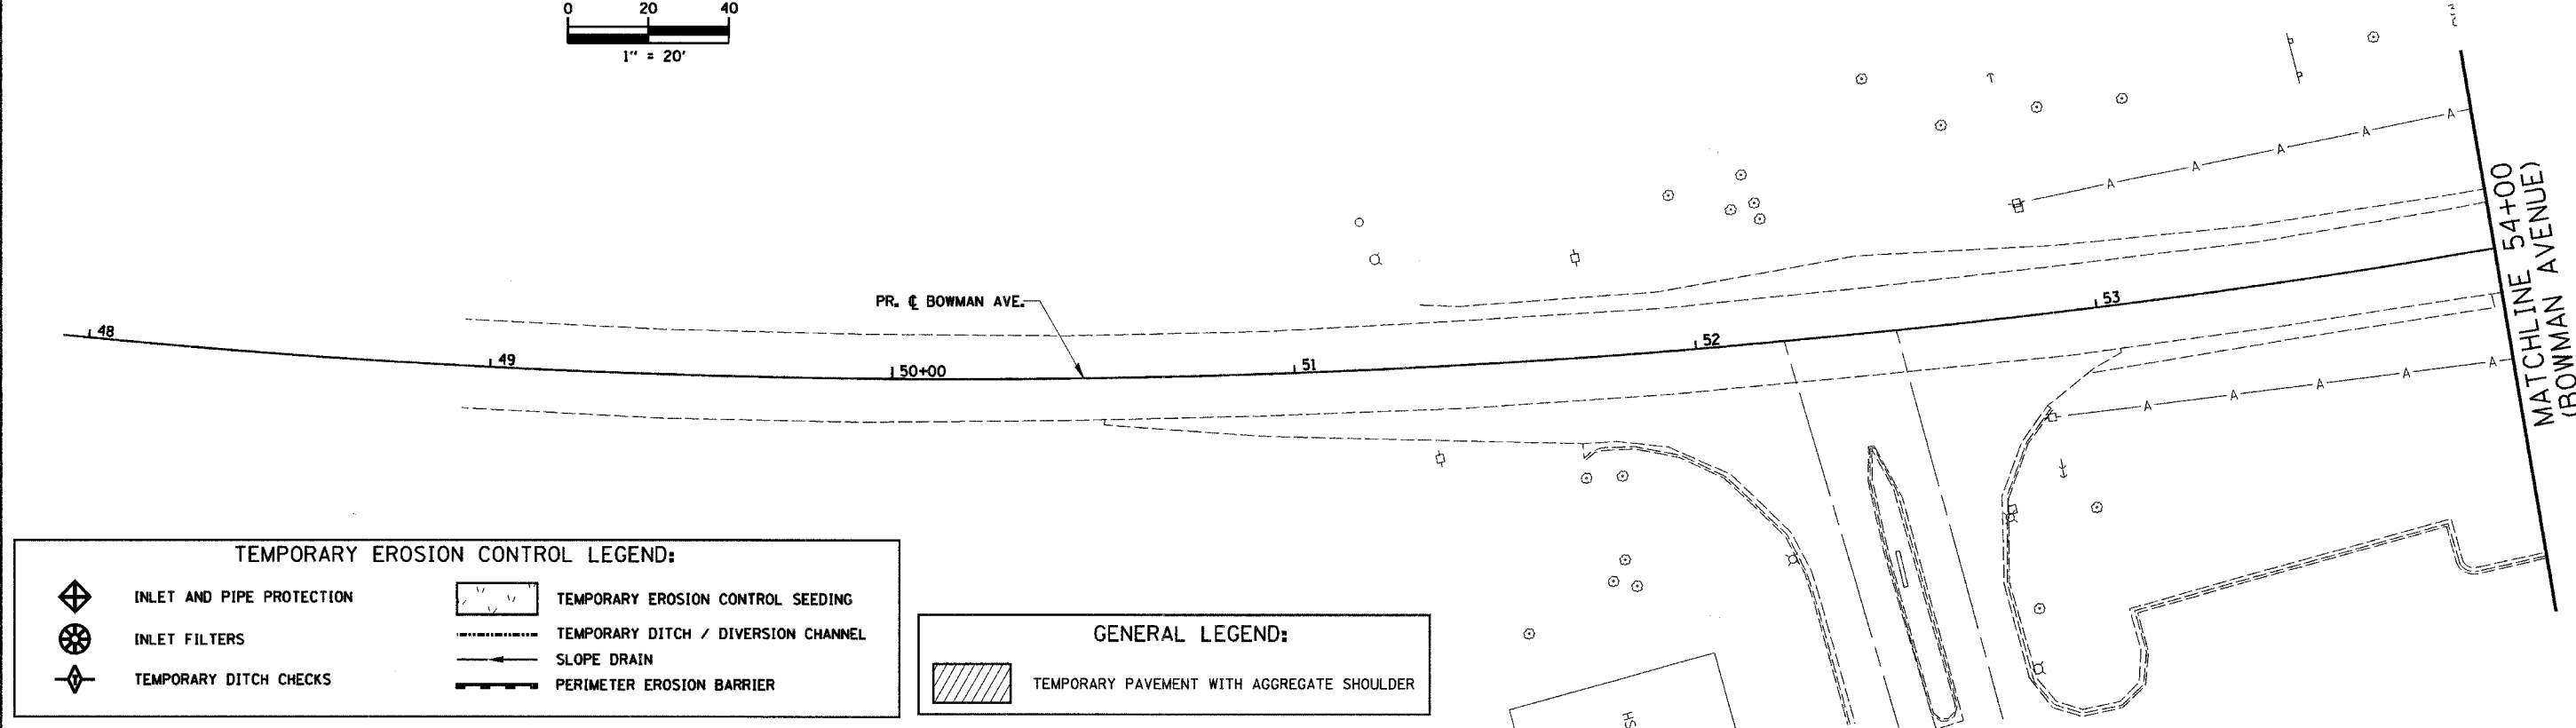 0 20 40
1" = 20'
PR. ℄ BOWMAN AVE.
48
49
50+00
51
52
53
A A A A A
A A A A A
MATCHLINE 54+00
(BOWMAN AVENUE)
TEMPORARY EROSION CONTROL LEGEND:
INLET AND PIPE PROTECTION
INLET FILTERS
TEMPORARY DITCH CHECKS
TEMPORARY EROSION CONTROL SEEDING
TEMPORARY DITCH / DIVERSION CHANNEL
SLOPE DRAIN
PERIMETER EROSION BARRIER
GENERAL LEGEND:
TEMPORARY PAVEMENT WITH AGGREGATE SHOULDER